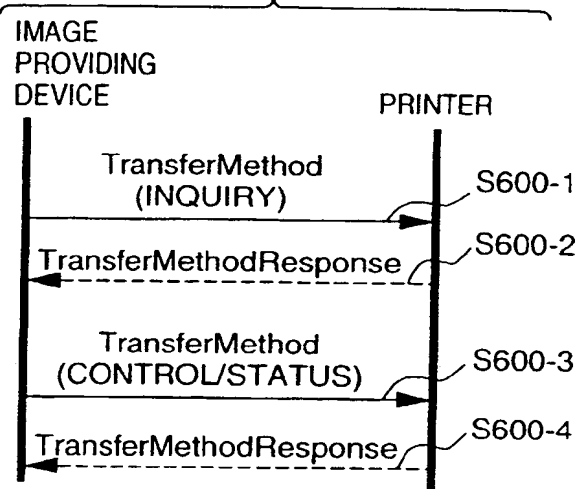 IMAGE
PROVIDING
DEVICE
PRINTER
TransferMethod
(INQUIRY)
S600-1
S600-2
TransferMethodResponse
TransferMethod
(CONTROL/STATUS)
S600-3
S600-4
TransferMethodResponse